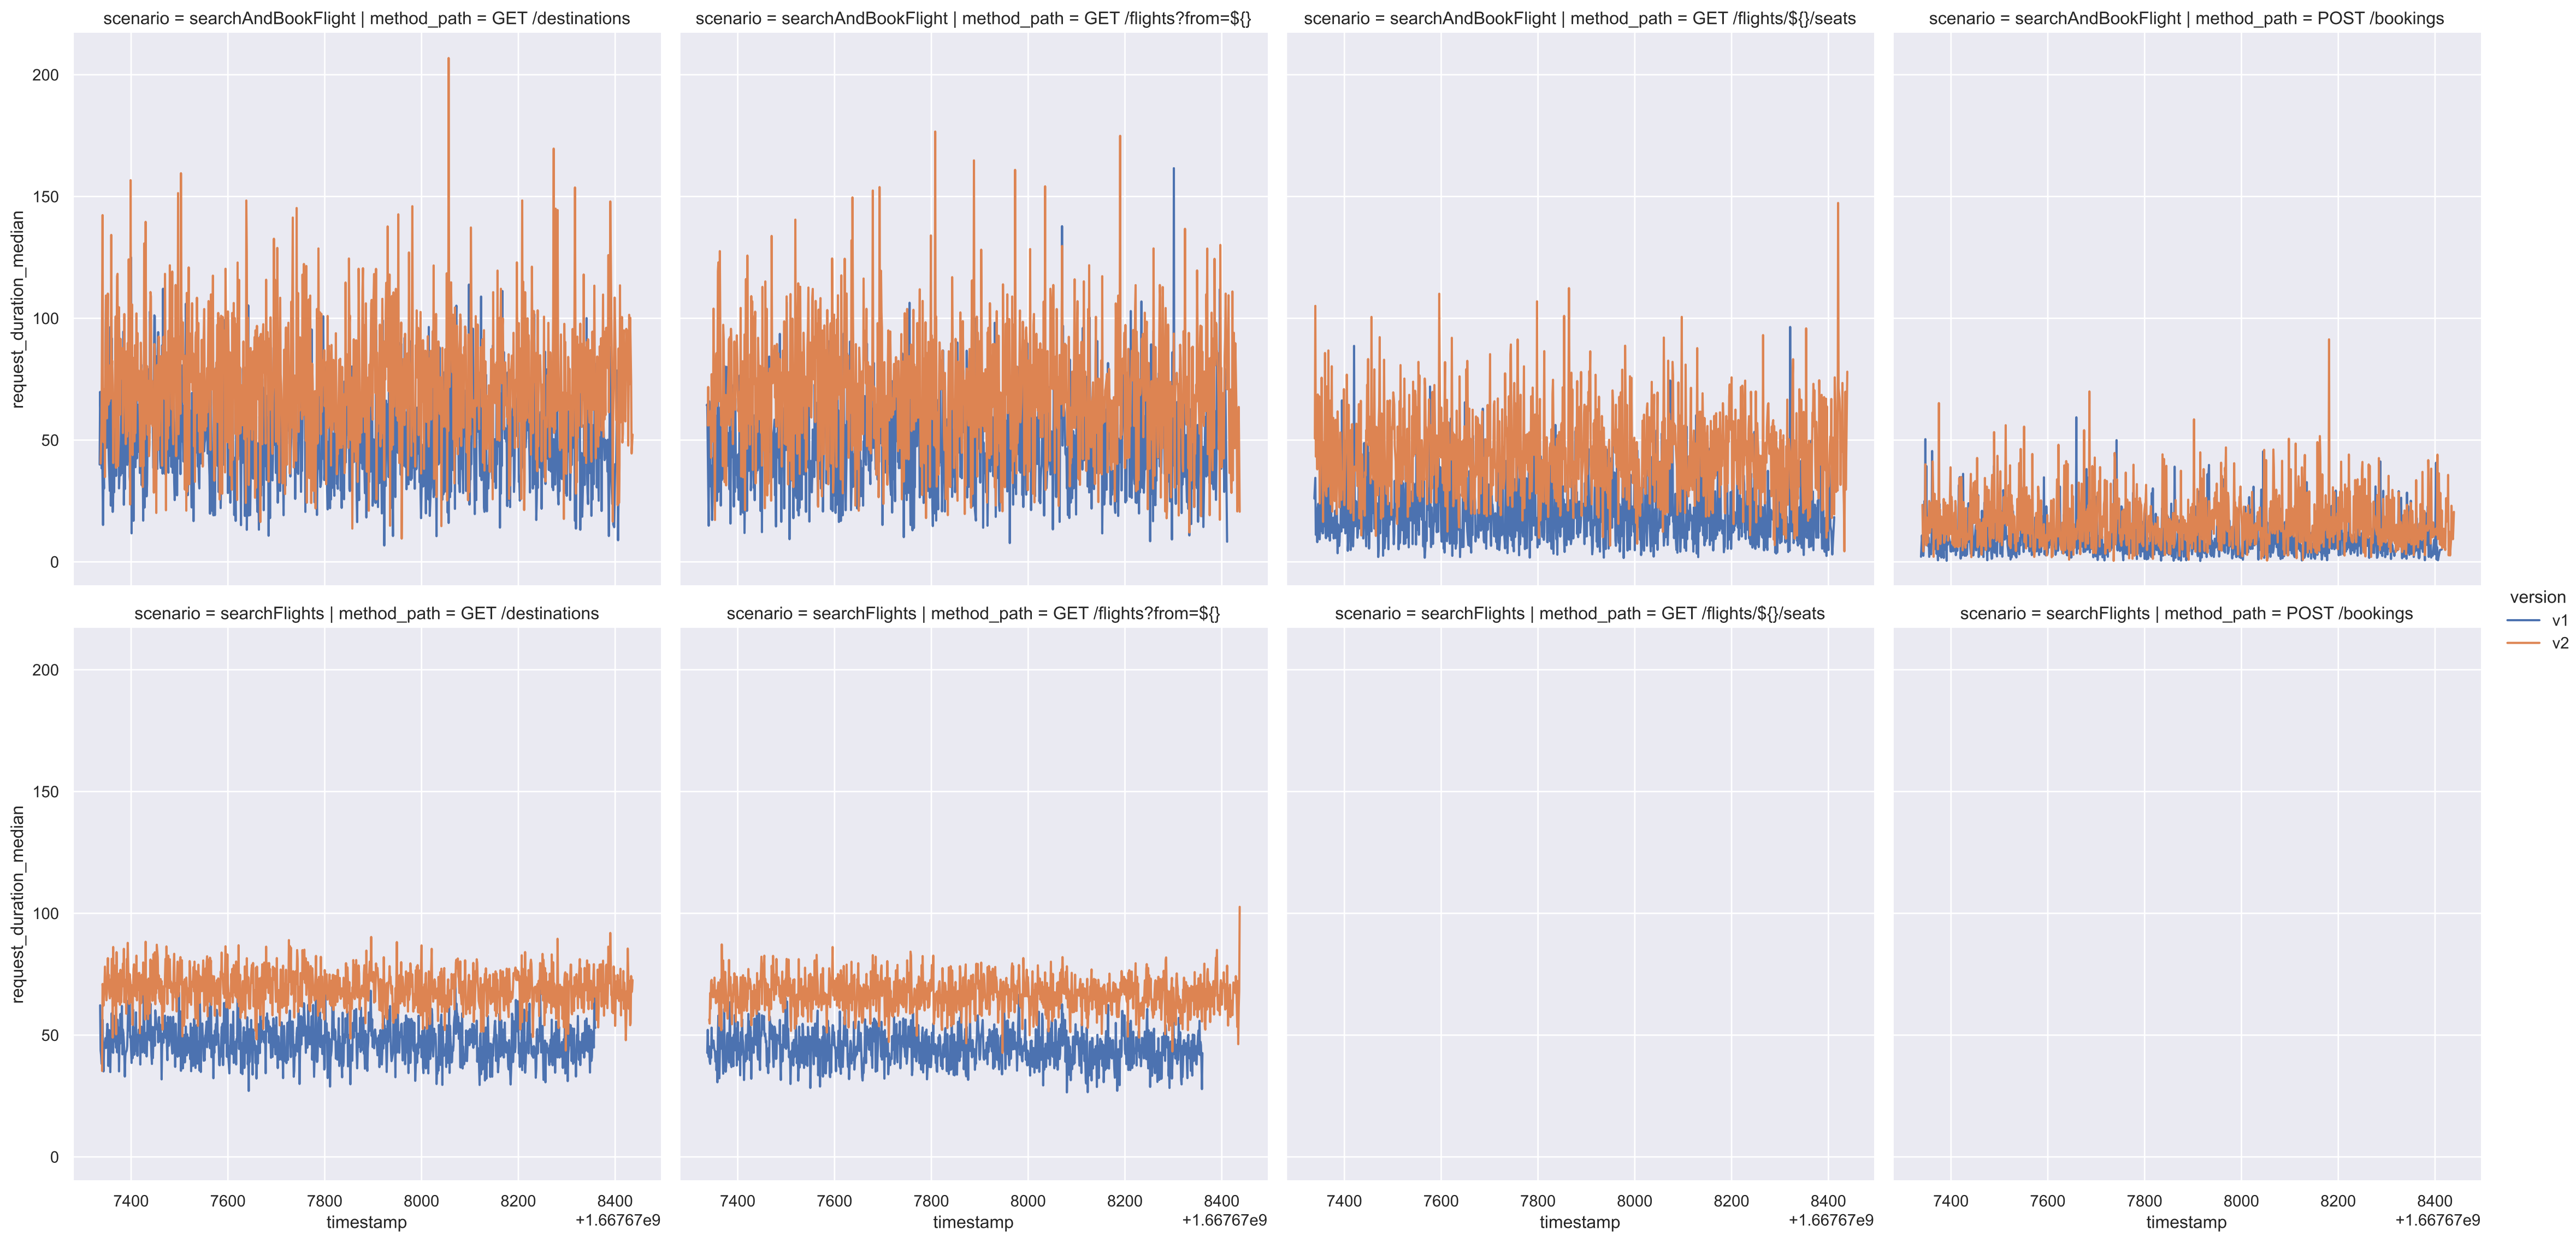 scenario = searchAndBookFlight | method_path = GET /destinations
scenario = searchAndBookFlight | method_path = GET /flights?from=${}
scenario = searchAndBookFlight | method_path = GET /flights/${}/seats
scenario = searchAndBookFlight | method_path = POST /bookings
request_duration_median
200
150
100
50
0
scenario = searchFlights | method_path = GET /destinations
scenario = searchFlights | method_path = GET /flights?from=${}
scenario = searchFlights | method_path = GET /flights/${}/seats
scenario = searchFlights | method_path = POST /bookings
version
v1
v2
request_duration_median
200
150
100
50
0
7400 7600 7800 8000 8200 8400
+1.66767e9
timestamp
7400 7600 7800 8000 8200 8400
+1.66767e9
timestamp
7400 7600 7800 8000 8200 8400
+1.66767e9
timestamp
7400 7600 7800 8000 8200 8400
+1.66767e9
timestamp